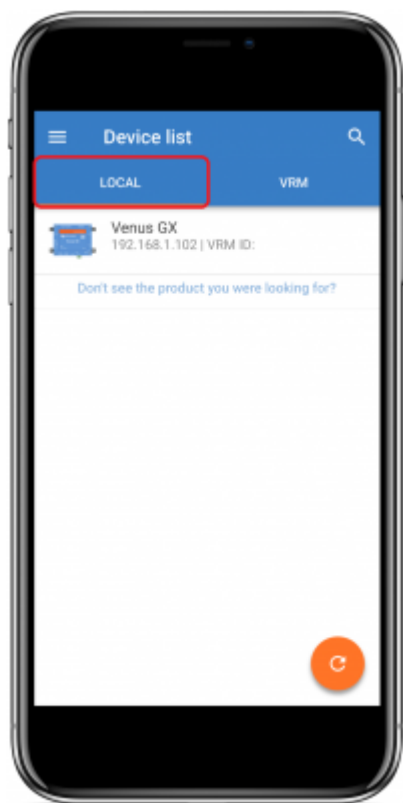 Device list
LOCAL
VRM
Venus GX
192.168.1.102 | VRM ID:
Don't see the product you were looking for?